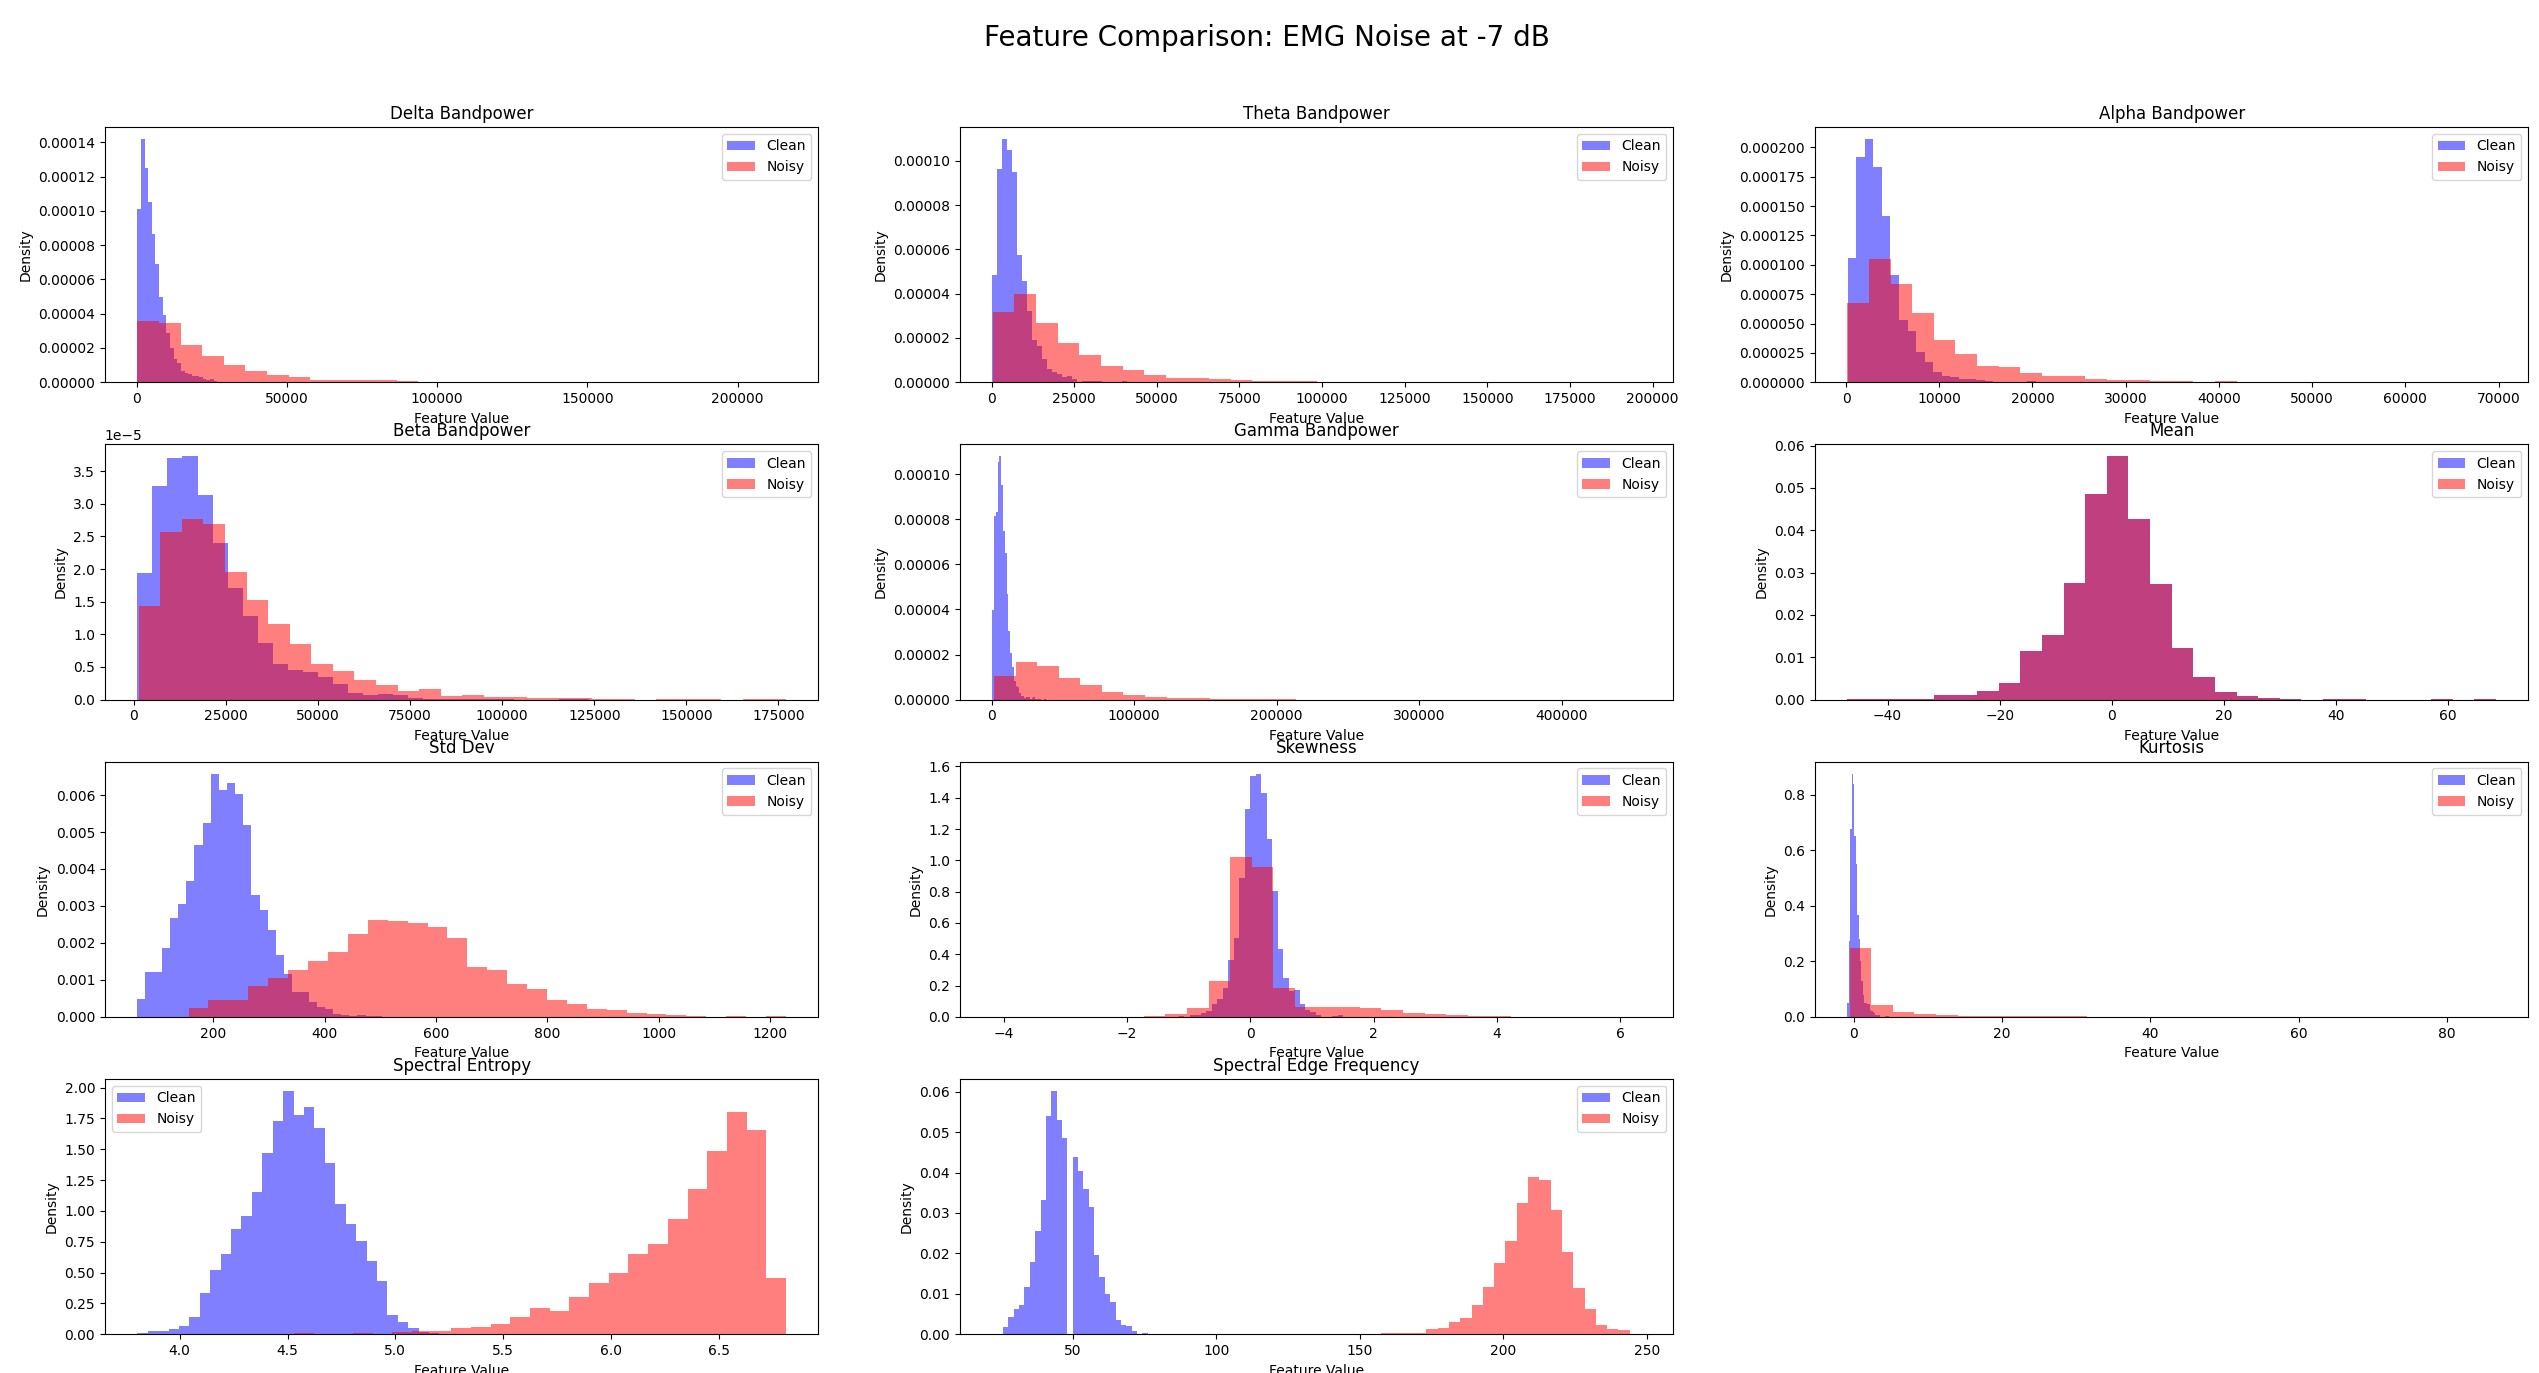 Feature Comparison: EMG Noise at -7 dB
Delta Bandpower
Density
0.00014
0.00012
0.00010
0.00008
0.00006
0.00004
0.00002
0.00000
0 50000 100000 150000 200000
Feature Value
Clean
Noisy
Theta Bandpower
Density
0.00010
0.00008
0.00006
0.00004
0.00002
0.00000
0 25000 50000 75000 100000 125000 150000 175000 200000
Feature Value
Clean
Noisy
Alpha Bandpower
Density
0.000200
0.000175
0.000150
0.000125
0.000100
0.000075
0.000050
0.000025
0.000000
0 10000 20000 30000 40000 50000 60000 70000
Feature Value
Clean
Noisy
Beta Bandpower
1e−5
Density
3.5
3.0
2.5
2.0
1.5
1.0
0.5
0.0
0 25000 50000 75000 100000 125000 150000 175000
Feature Value
Clean
Noisy
Gamma Bandpower
Density
0.00010
0.00008
0.00006
0.00004
0.00002
0.00000
0 100000 200000 300000 400000
Feature Value
Clean
Noisy
Mean
Density
0.06
0.05
0.04
0.03
0.02
0.01
0.00
−40 −20 0 20 40 60
Feature Value
Clean
Noisy
Std Dev
Density
0.006
0.005
0.004
0.003
0.002
0.001
0.000
200 400 600 800 1000 1200
Feature Value
Clean
Noisy
Skewness
Density
1.6
1.4
1.2
1.0
0.8
0.6
0.4
0.2
0.0
−4 −2 0 2 4 6
Feature Value
Clean
Noisy
Kurtosis
Density
0.8
0.6
0.4
0.2
0.0
0 20 40 60 80
Feature Value
Clean
Noisy
Spectral Entropy
Density
2.00
1.75
1.50
1.25
1.00
0.75
0.50
0.25
0.00
4.0 4.5 5.0 5.5 6.0 6.5
Feature Value
Clean
Noisy
Spectral Edge Frequency
Density
0.06
0.05
0.04
0.03
0.02
0.01
0.00
50 100 150 200 250
Feature Value
Clean
Noisy